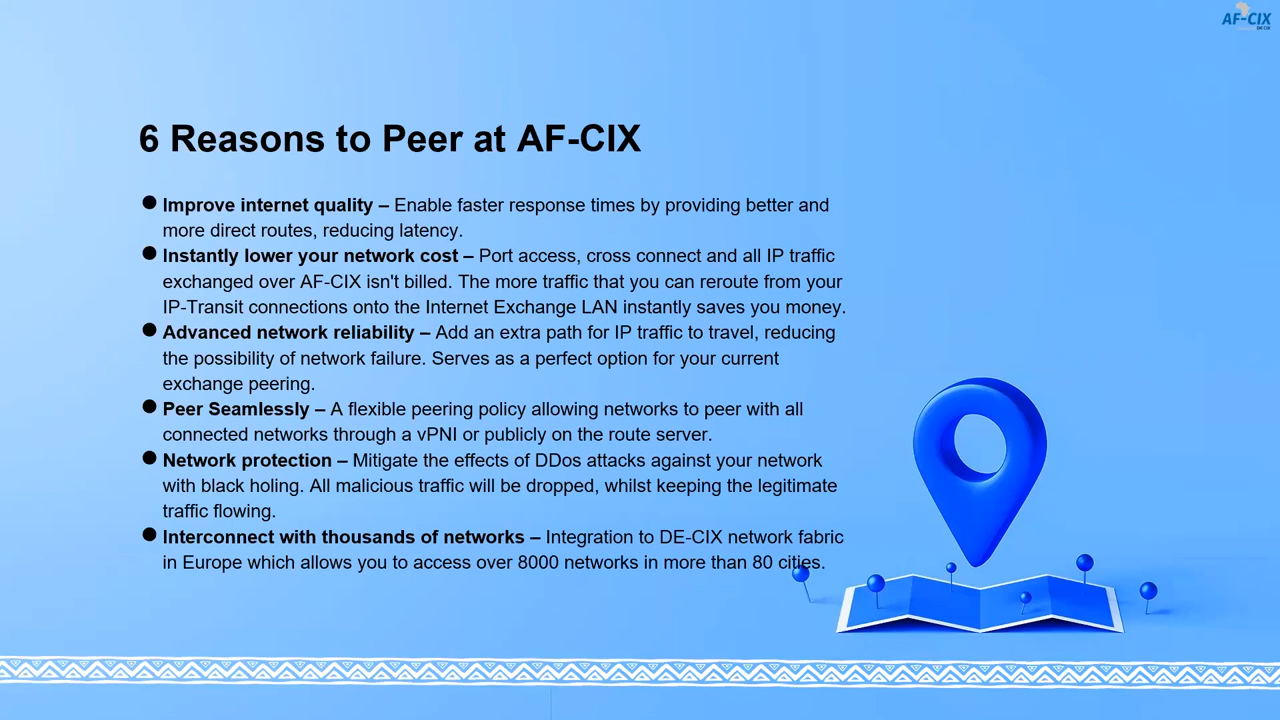 AF-CIX
DE CIX
6 Reasons to Peer at AF-CIX
● Improve internet quality – Enable faster response times by providing better and
more direct routes, reducing latency.
● Instantly lower your network cost – Port access, cross connect and all IP traffic
exchanged over AF-CIX isn't billed. The more traffic that you can reroute from your
IP-Transit connections onto the Internet Exchange LAN instantly saves you money.
● Advanced network reliability – Add an extra path for IP traffic to travel, reducing
the possibility of network failure. Serves as a perfect option for your current
exchange peering.
● Peer Seamlessly – A flexible peering policy allowing networks to peer with all
connected networks through a vPNI or publicly on the route server.
● Network protection – Mitigate the effects of DDos attacks against your network
with black holing. All malicious traffic will be dropped, whilst keeping the legitimate
traffic flowing.
● Interconnect with thousands of networks – Integration to DE-CIX network fabric
in Europe which allows you to access over 8000 networks in more than 80 cities.